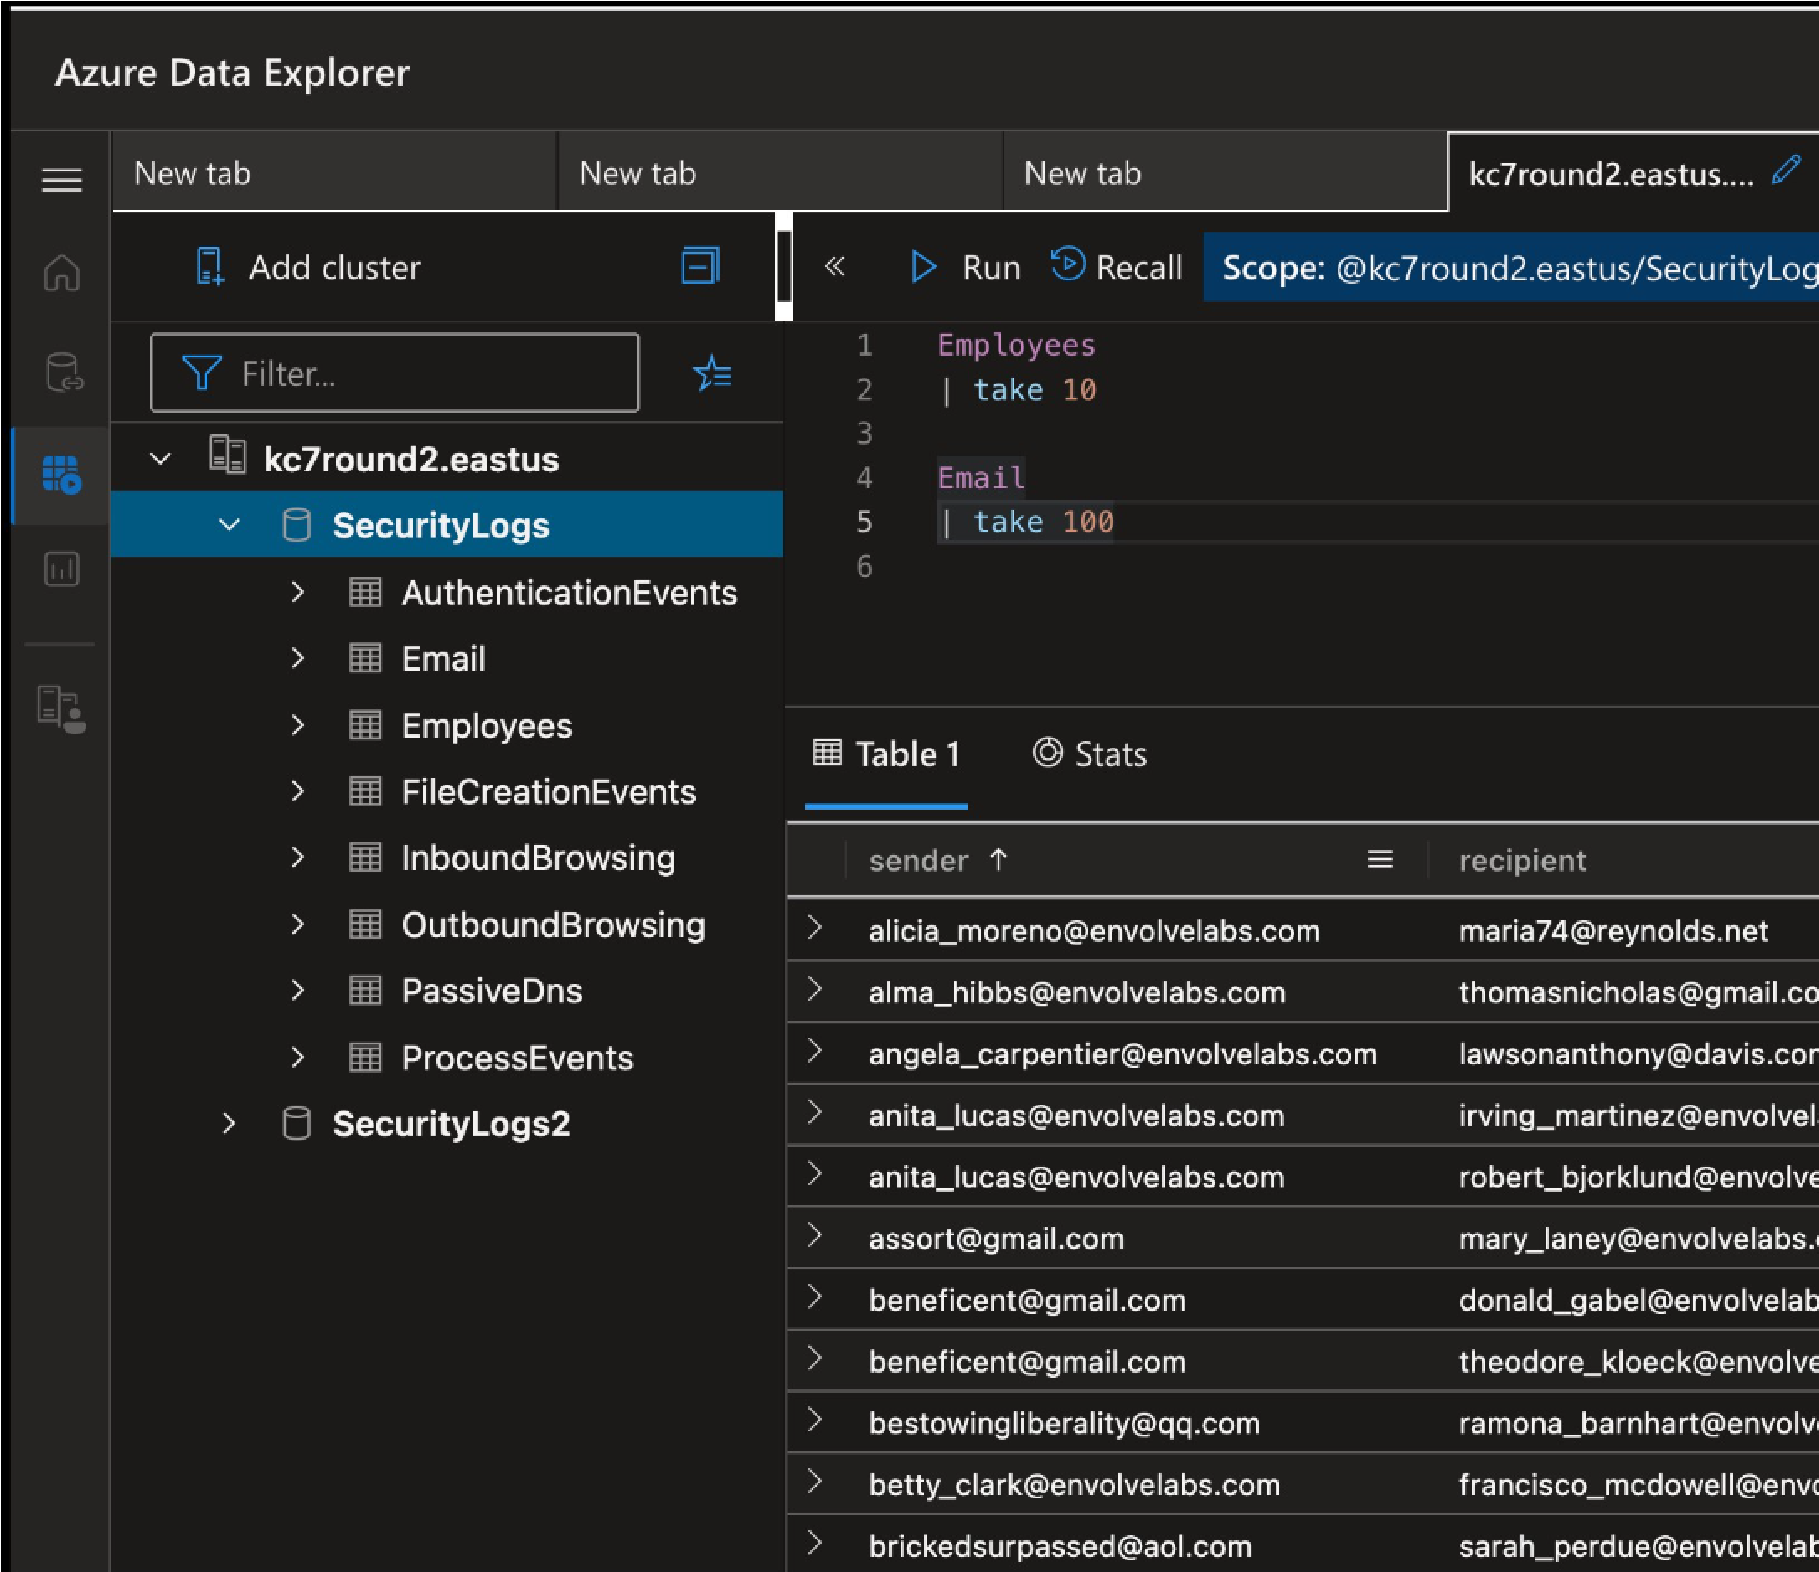 Azure Data Explorer
New tab
New tab
New tab
kc7round2.eastus....
Add cluster
Run
Recall
Scope: @kc7round2.eastus/SecurityLog
Filter...
kc7round2.eastus
SecurityLogs
AuthenticationEvents
Email
Employees
FileCreationEvents
InboundBrowsing
OutboundBrowsing
PassiveDns
ProcessEvents
SecurityLogs2
1 Employees
2 | take 10
3
4 Email
5 | take 100
6
Table 1
Stats
sender recipient
alicia_moreno@envolvelabs.com maria74@reynolds.net
alma_hibbs@envolvelabs.com thomasnicholas@gmail.co
angela_carpentier@envolvelabs.com lawsonanthony@davis.com
anita_lucas@envolvelabs.com irving_martinez@envolvel
anita_lucas@envolvelabs.com robert_bjorklund@envolve
assort@gmail.com mary_laney@envolvelabs.
beneficent@gmail.com donald_gabel@envolvelab
beneficent@gmail.com theodore_kloeck@envolve
bestowingliberality@qq.com ramona_barnhart@envolv
betty_clark@envolvelabs.com francisco_mcdowell@envo
brickedsurpassed@aol.com sarah_perdue@envolvelab